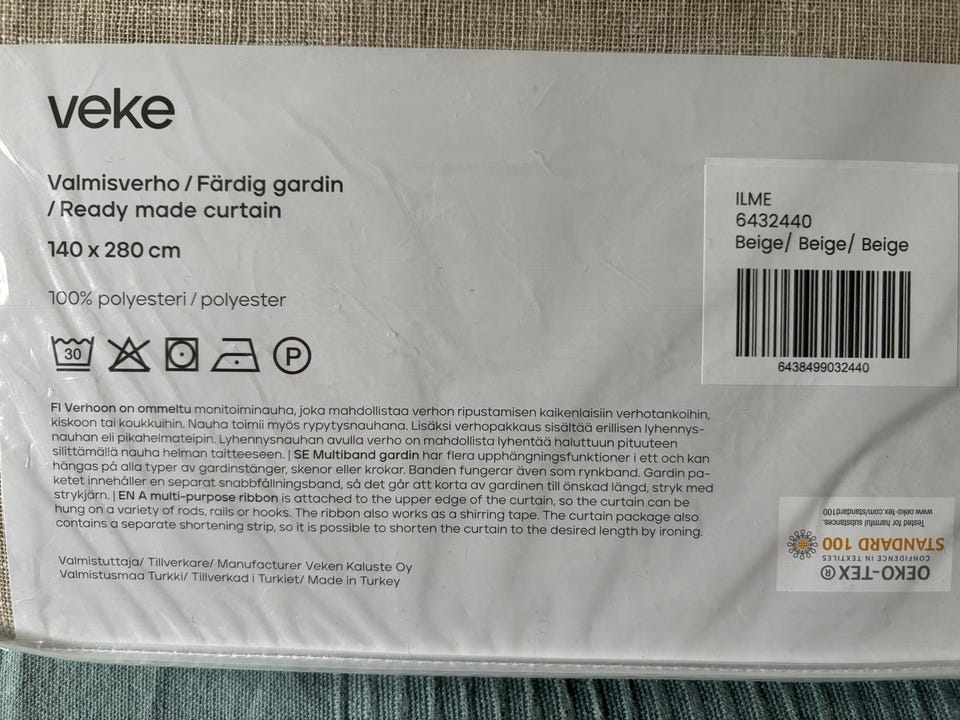 veke
Valmisverho / Färdig gardin
/ Ready made curtain
140 x 280 cm
100% polyesteri / polyester
30
P
FI Verhoon on ommeltu monitoiminauha, joka mahdollistaa verhon ripustamisen kaikenlaisiin verhotankoihin,
kiskoon tai koukkuihin. Nauha toimii myös rypytysnauhana. Lisäksi verhopakkaus sisältää erillisen lyhennys-
nauhan eli pikahelmateipin. Lyhennysnauhan avulla verho on mahdollista lyhentää haluttuun pituuteen
silittämällä nauha helman taitteeseen. | SE Multiband gardin har flera upphängningsfunktioner i ett och kan
hängas på alla typer av gardinstänger, skenor eller krokar. Banden fungerar även som rynkband. Gardin pa-
ketet innehåller en separat snabbfållningsband, så det går att korta av gardinen till önskad längd, stryk med
strykjärn. | EN A multi-purpose ribbon is attached to the upper edge of the curtain, so the curtain can be
hung on a variety of rods, rails or hooks. The ribbon also works as a shirring tape. The curtain package also
contains a separate shortening strip, so it is possible to shorten the curtain to the desired length by ironing.
Valmistuttaja/ Tillverkare/ Manufacturer Veken Kaluste Oy
Valmistusmaa Turkki/ Tillverkad i Turkiet/ Made in Turkey
ILME
6432440
Beige/ Beige/ Beige
6438499032440
OEKO-TEX®
CONFIDENCE IN TEXTILES
STANDARD 100
Tested for harmful substances.
www.oeko-tex.com/standard100